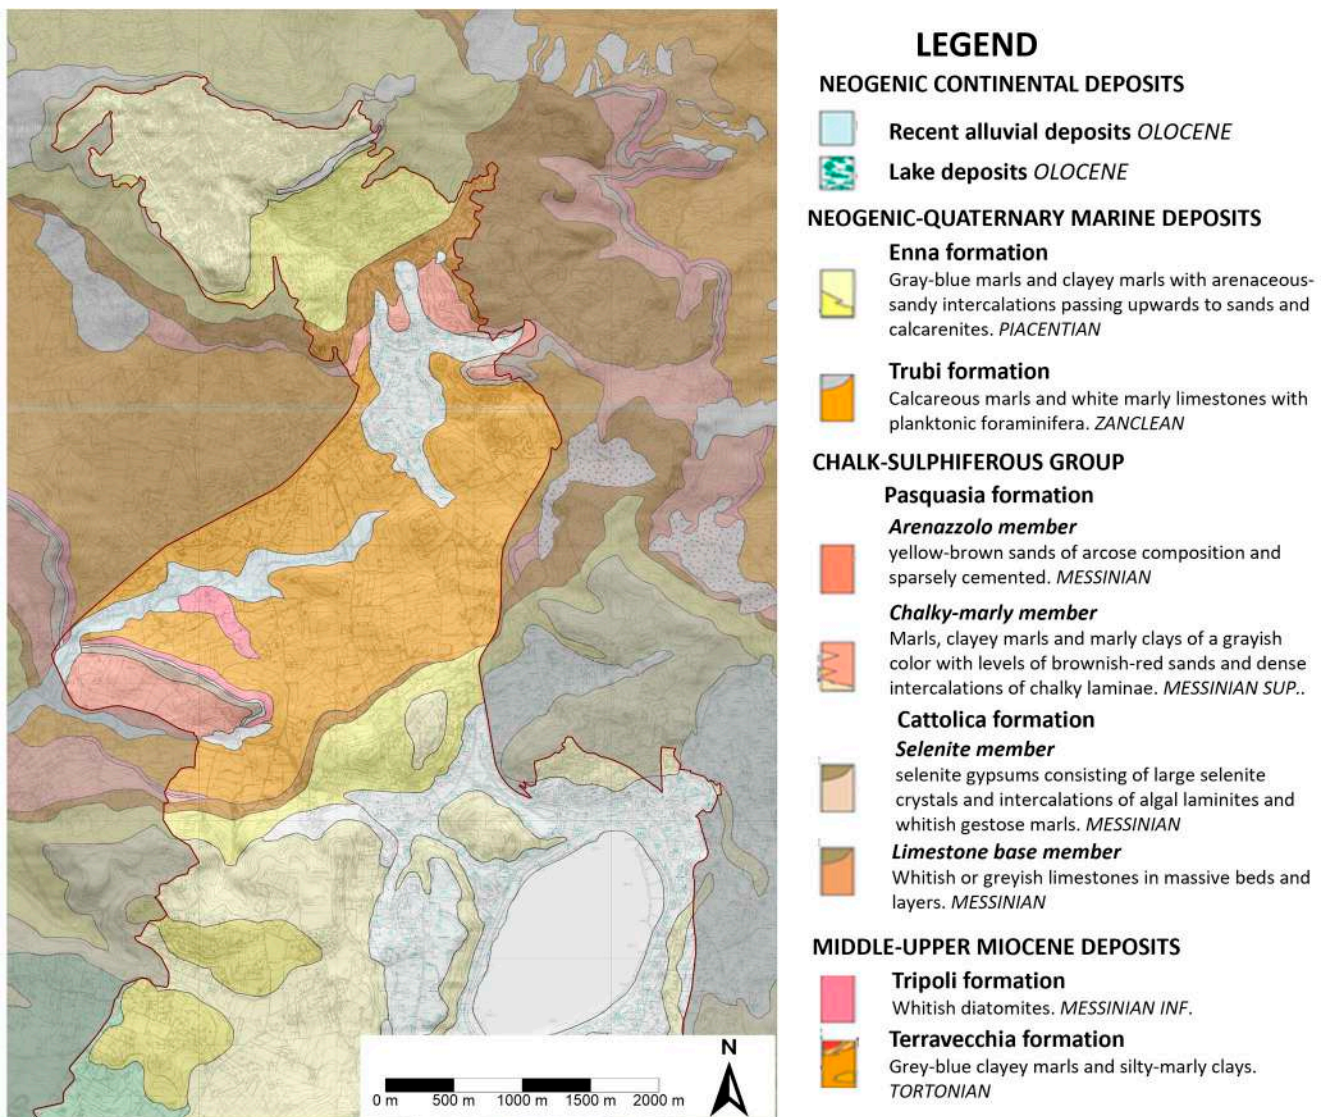 LEGEND
NEOGENIC CONTINENTAL DEPOSITS
Recent alluvial deposits OLOCENE
Lake deposits OLOCENE
NEOGENIC-QUATERNARY MARINE DEPOSITS
Enna formation
Gray-blue marls and clayey marls with arenaceous-
sandy intercalations passing upwards to sands and
calcarenites. PIACENTIAN
Trubi formation
Calcareous marls and white marly limestones with
planktonic foraminifera. ZANCLEAN
CHALK-SULPHIFEROUS GROUP
Pasquasia formation
Arenazzolo member
yellow-brown sands of arcose composition and
sparsely cemented. MESSINIAN
Chalky-marly member
Marls, clayey marls and marly clays of a grayish
color with levels of brownish-red sands and dense
intercalations of chalky laminae. MESSINIAN SUP..
Cattolica formation
Selenite member
selenite gypsums consisting of large selenite
crystals and intercalations of algal laminites and
whitish gestose marls. MESSINIAN
Limestone base member
Whitish or greyish limestones in massive beds and
layers. MESSINIAN
MIDDLE-UPPER MIOCENE DEPOSITS
Tripoli formation
Whitish diatomites. MESSINIAN INF.
Terravecchia formation
Grey-blue clayey marls and silty-marly clays.
TORTONIAN
N
0 m 500 m 1000 m 1500 m 2000 m